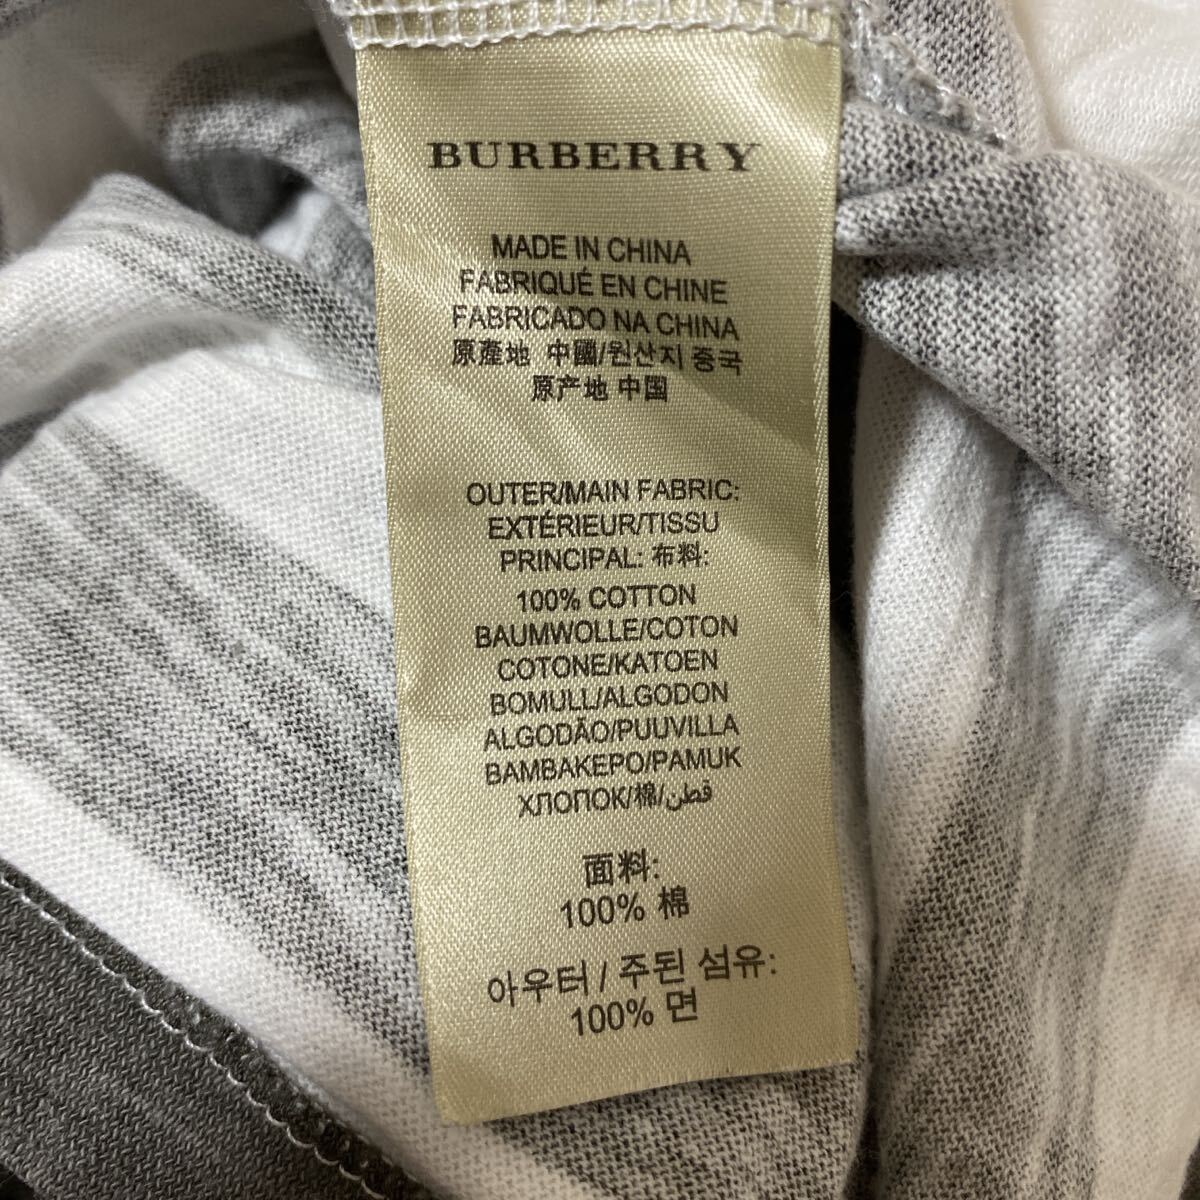 BURBERRY
MADE IN CHINA
FABRIQUÉ EN CHINE
FABRICADO NA CHINA
原產地 中國/원산지 중국
原产地 中国
OUTER/MAIN FABRIC:
EXTÉRIEUR/TISSU
PRINCIPAL: 布料:
100% COTTON
BAUMWOLLE/COTON
COTONE/KATOEN
BOMULL/ALGODON
ALGODÃO/PUUVILLA
BAMBAKEPO/PAMUK
ХЛОПОК/棉/قطن
面料:
100% 棉
아우터 / 주된 섬유:
100% 면